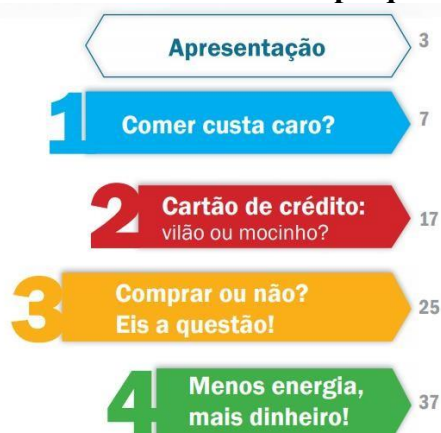 Apresentação 3
1 Comer custa caro? 7
2 Cartão de crédito:
vilão ou mocinho? 17
3 Comprar ou não?
Eis a questão! 25
4 Menos energia,
mais dinheiro! 37